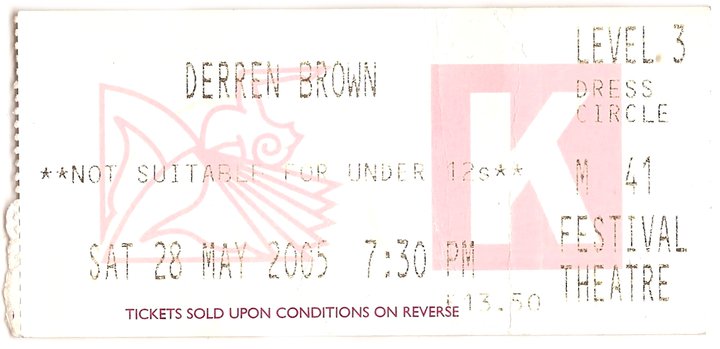 DERREN BROWN
**NOT SUITABLE FOR UNDER 12s**
SAT 28 MAY 2005 7:30 PM
£13.50
TICKETS SOLD UPON CONDITIONS ON REVERSE
K
LEVEL 3
DRESS
CIRCLE
M 41
FESTIVAL
THEATRE